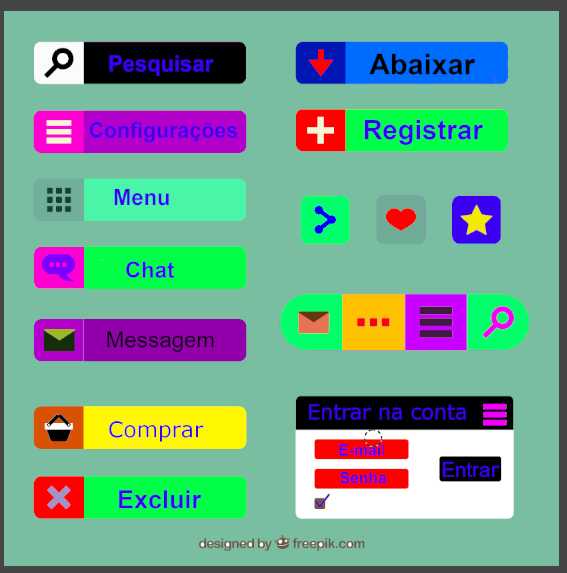 Pesquisar
Abaixar
Configurações
Registrar
Menu
Chat
Messagem
Comprar
Entrar na conta
E-mail
Senha
Entrar
Excluir
designed by freepik.com